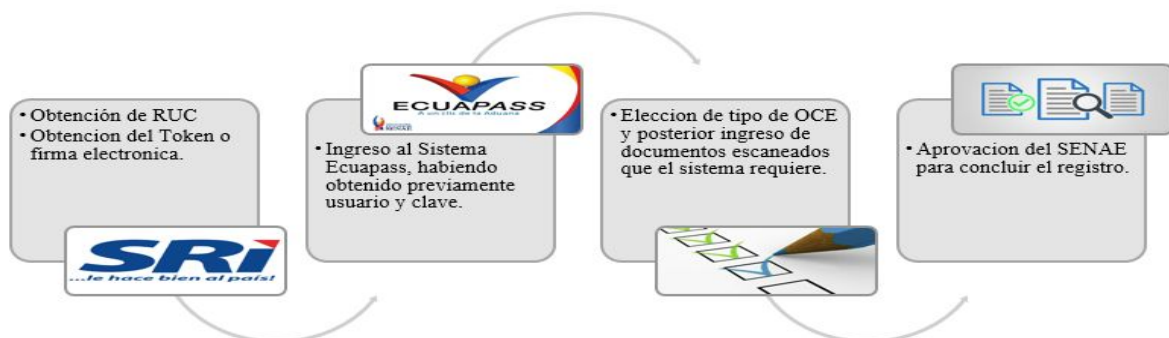 • Obtención de RUC
• Obtencion del Token o
firma electronica.
SRi
...le hace bien al país!
ECUAPASS
A un clic de la Aduana
SENAE
• Ingreso al Sistema
Ecuapass, habiendo
obtenido previamente
usuario y clave.
• Eleccion de tipo de OCE
y posterior ingreso de
documentos escaneados
que el sistema requiere.
• Aprovacion del SENAE
para concluir el registro.